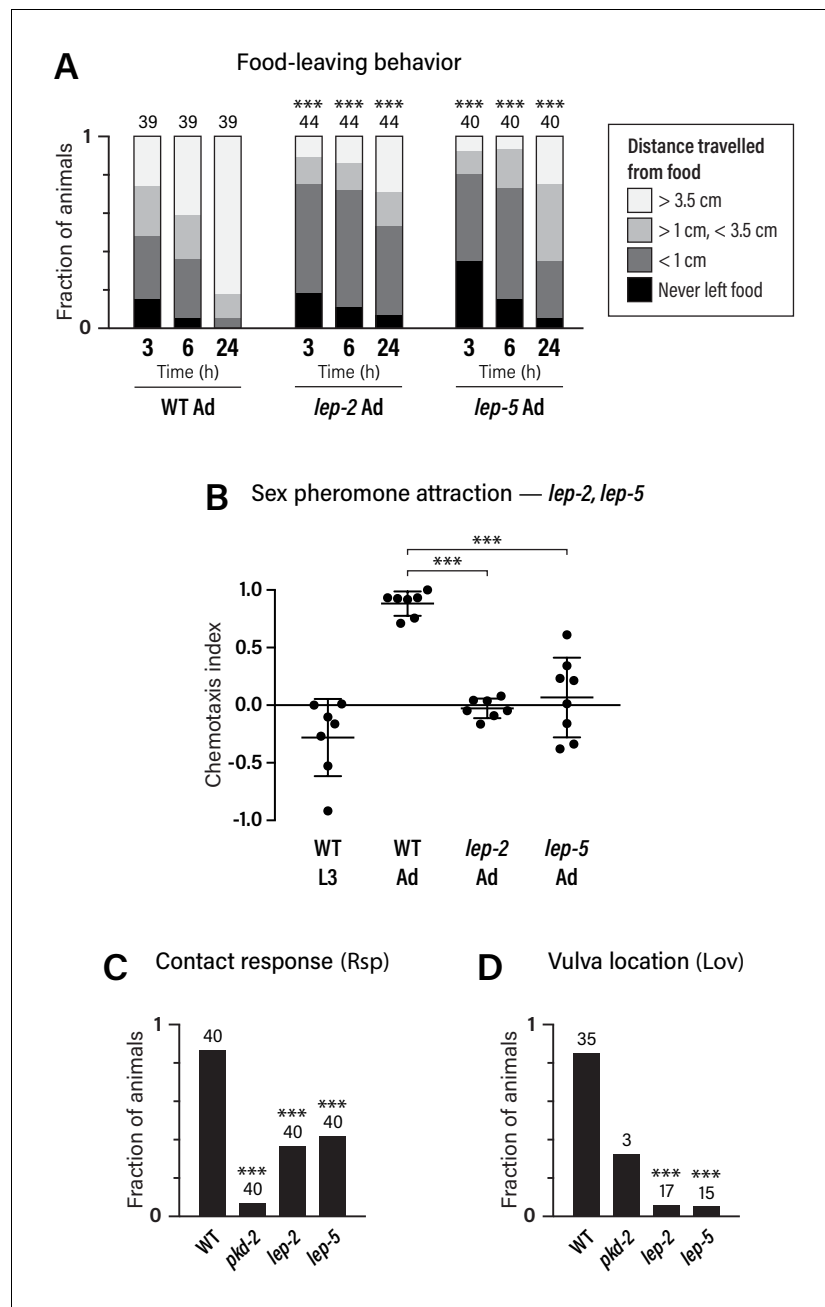 A Food-leaving behavior
*** *** *** *** *** ***
39 39 39 44 44 44 40 40 40
1
Fraction of animals
0
3 6 24 3 6 24 3 6 24
Time (h) Time (h) Time (h)
WT Ad lep-2 Ad lep-5 Ad
Distance travelled
from food
> 3.5 cm
> 1 cm, < 3.5 cm
< 1 cm
Never left food
B Sex pheromone attraction — lep-2, lep-5
***
***
1.0
0.5
0.0
-0.5
-1.0
Chemotaxis index
WT WT lep-2 lep-5
L3 Ad Ad Ad
C Contact response (Rsp)
1
Fraction of animals
0
40
***
40
***
40
***
40
WT pkd-2 lep-2 lep-5
D Vulva location (Lov)
1
Fraction of animals
0
35
3
***
17
***
15
WT pkd-2 lep-2 lep-5